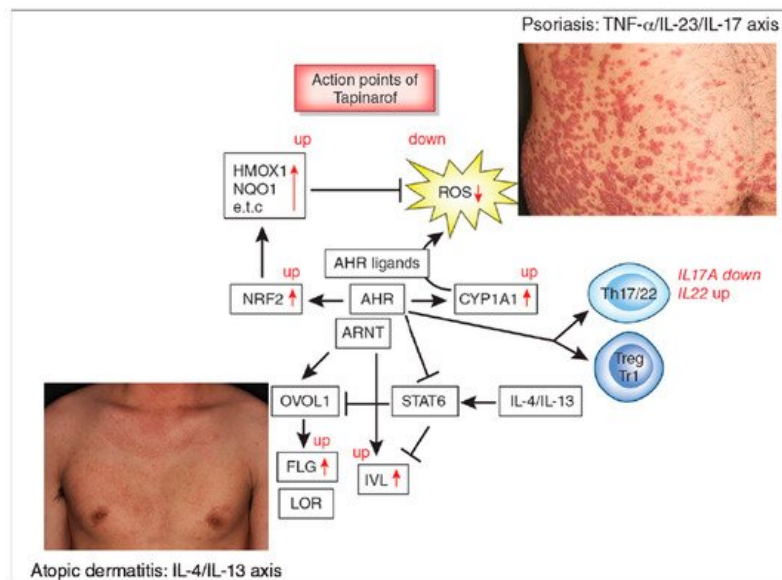 Psoriasis: TNF-α/IL-23/IL-17 axis
Action points of
Tapinarof
up
down
HMOX1
NQO1
e.t.c
ROS
AHR ligands
up
up
NRF2
AHR
CYP1A1
Th17/22
IL17A down
IL22 up
ARNT
Treg
Tr1
OVOL1
STAT6
IL-4/IL-13
up
up
FLG
IVL
LOR
Atopic dermatitis: IL-4/IL-13 axis